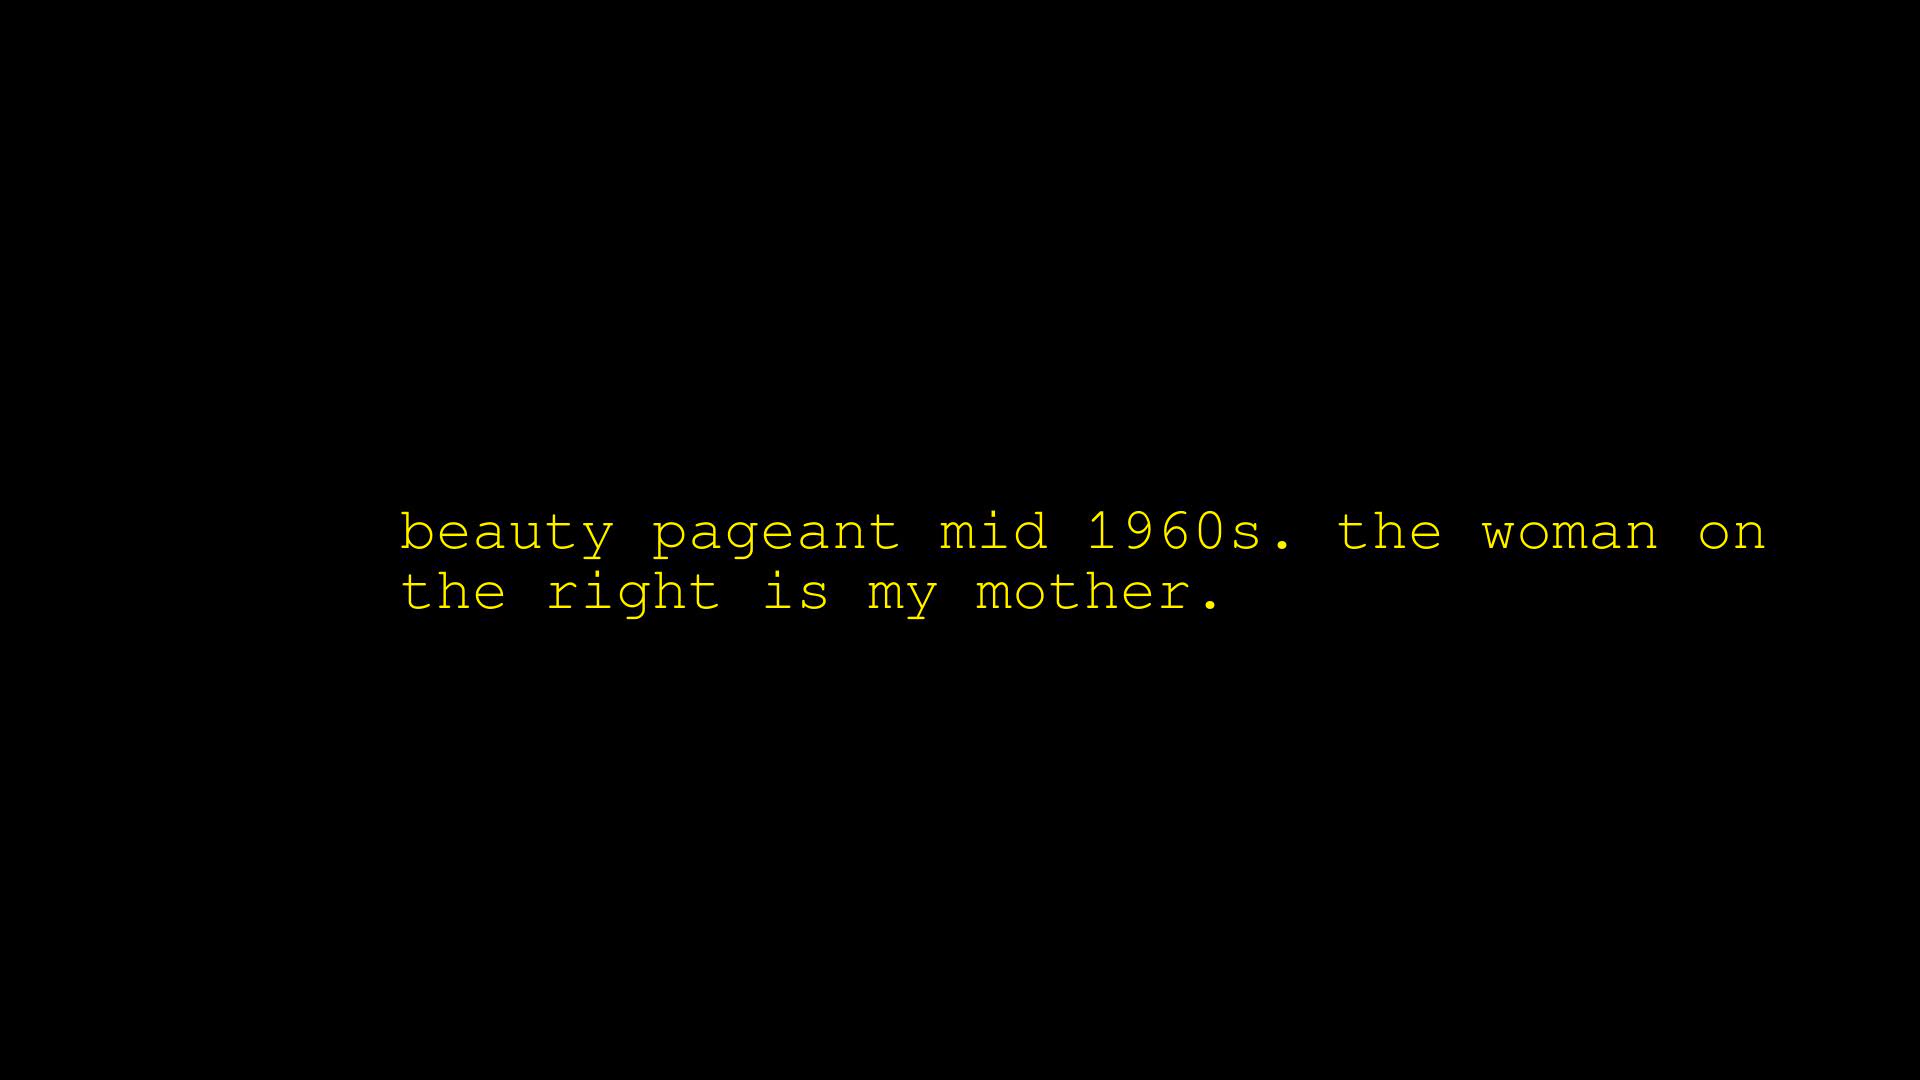 beauty pageant mid 1960s. the woman on
the right is my mother.